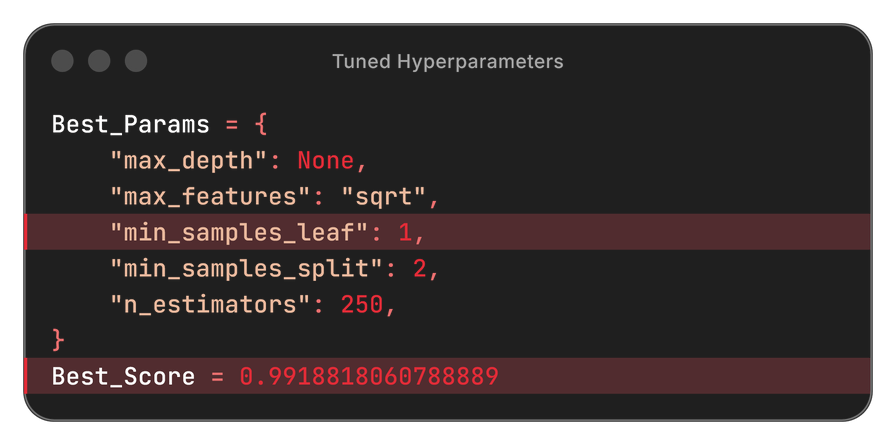 Tuned Hyperparameters
Best_Params = {
    "max_depth": None,
    "max_features": "sqrt",
    "min_samples_leaf": 1,
    "min_samples_split": 2,
    "n_estimators": 250,
}
Best_Score = 0.9918818060788889